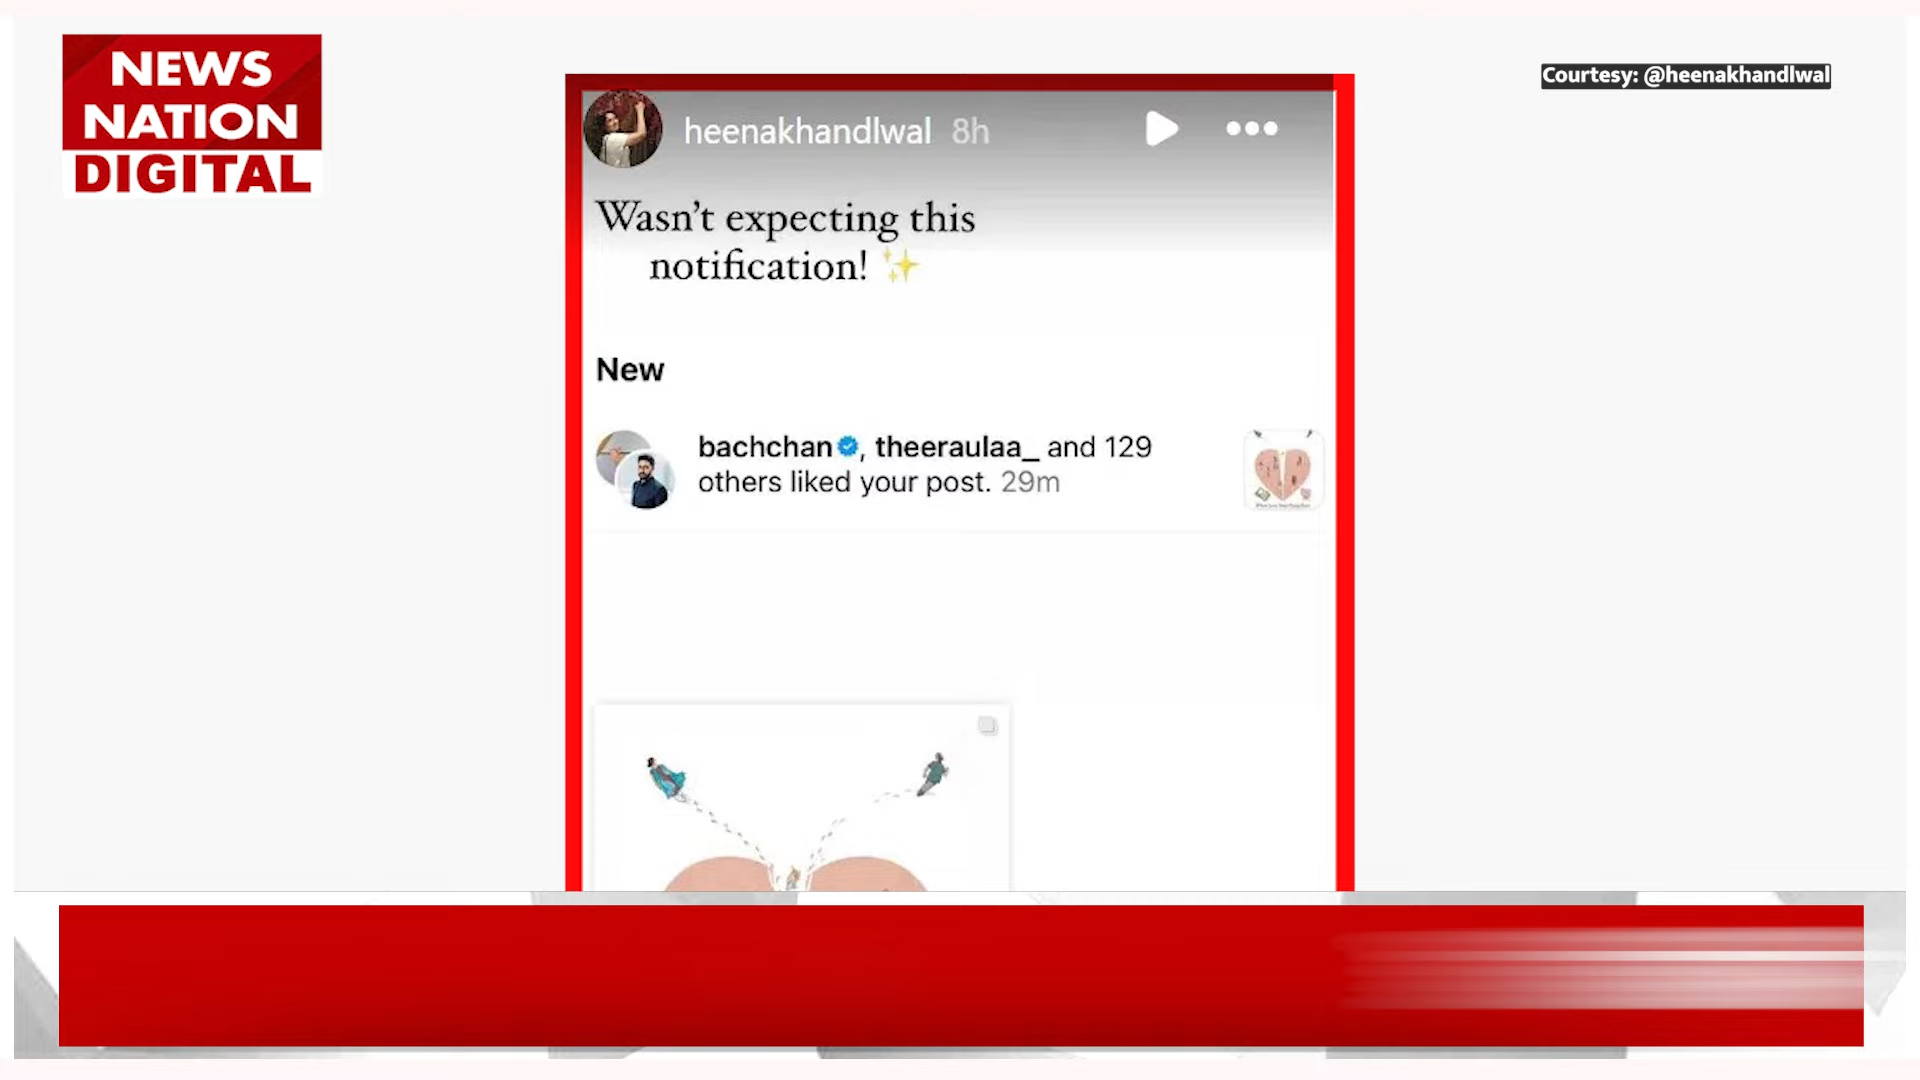 NEWS
NATION
DIGITAL
Courtesy: @heenakhandlwal
heenakhandlwal 8h
Wasn't expecting this
notification! ✨
New
bachchan, theeraulaa_ and 129
others liked your post. 29m